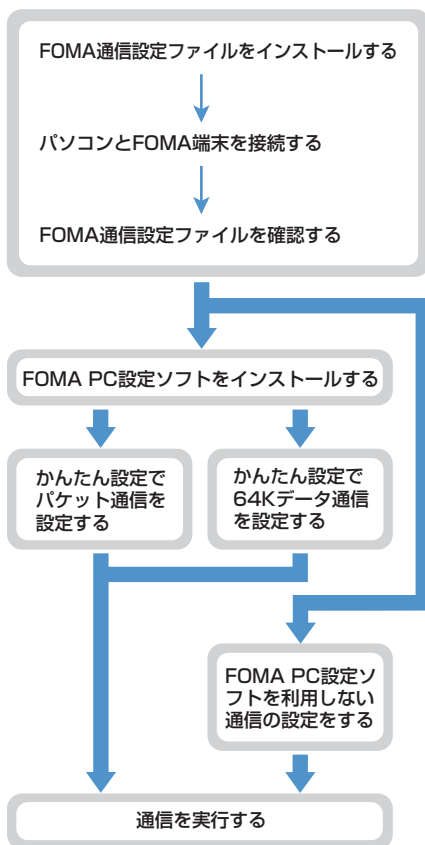 FOMA通信設定ファイルをインストールする
パソコンとFOMA端末を接続する
FOMA通信設定ファイルを確認する
FOMA PC設定ソフトをインストールする
かんたん設定で
パケット通信を
設定する
かんたん設定で
64Kデータ通信
を設定する
FOMA PC設定ソ
フトを利用しない
通信の設定をする
通信を実行する